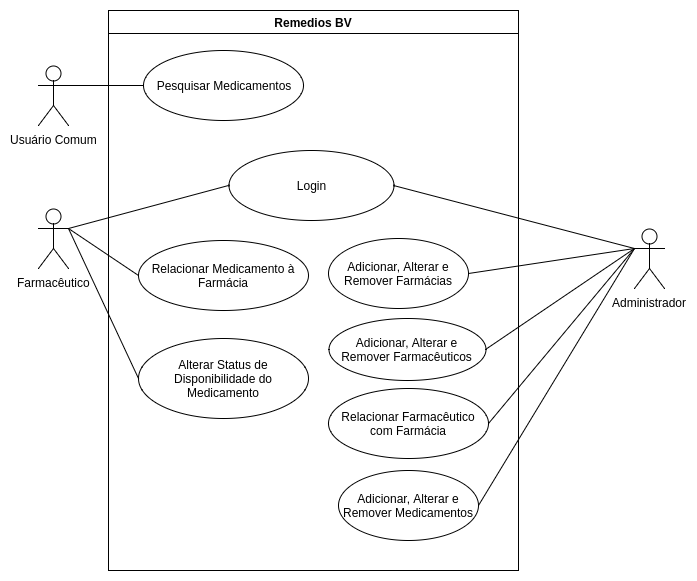 Remedios BV
Pesquisar Medicamentos
Usuário Comum
Login
Farmacêutico
Relacionar Medicamento à
Farmácia
Adicionar, Alterar e
Remover Farmácias
Administrador
Adicionar, Alterar e
Remover Farmacêuticos
Alterar Status de
Disponibilidade do
Medicamento
Relacionar Farmacêutico
com Farmácia
Adicionar, Alterar e
Remover Medicamentos